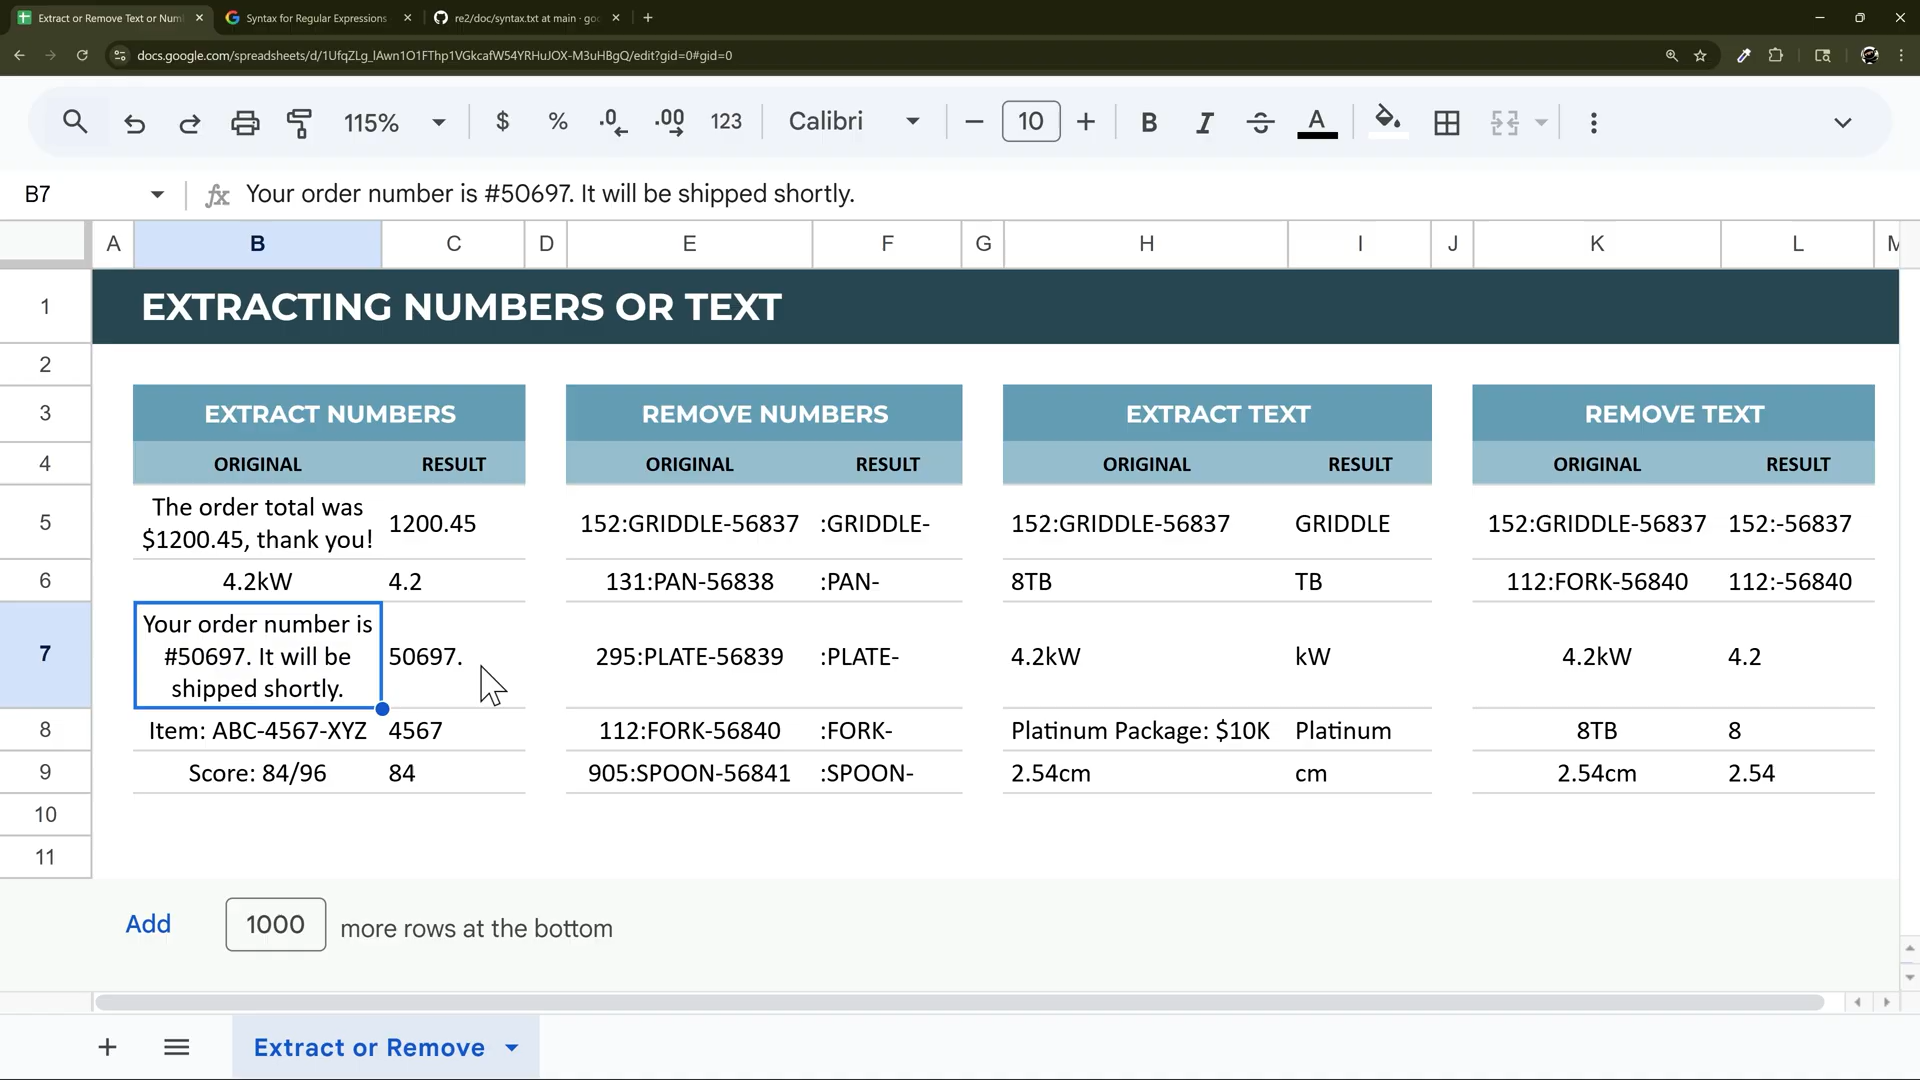 Extract or Remove Text or Num
Syntax for Regular Expressions
re2/doc/syntax.txt at main · goo
docs.google.com/spreadsheets/d/1UfqZLg_lAwn1O1FThp1VGkcafW54YRHuJOX-M3uHBgQ/edit?gid=0#gid=0
115% $ % .0 .00 123 Calibri 10 B I A
B7 fx Your order number is #50697. It will be shipped shortly.
A B C D E F G H I J K L M
1 EXTRACTING NUMBERS OR TEXT
2
3 EXTRACT NUMBERS REMOVE NUMBERS EXTRACT TEXT REMOVE TEXT
4 ORIGINAL RESULT ORIGINAL RESULT ORIGINAL RESULT ORIGINAL RESULT
The order total was
5 $1200.45, thank you! 1200.45 152:GRIDDLE-56837 :GRIDDLE- 152:GRIDDLE-56837 GRIDDLE 152:GRIDDLE-56837 152:-56837
6 4.2kW 4.2 131:PAN-56838 :PAN- 8TB TB 112:FORK-56840 112:-56840
Your order number is
7 #50697. It will be 50697. 295:PLATE-56839 :PLATE- 4.2kW kW 4.2kW 4.2
shipped shortly.
8 Item: ABC-4567-XYZ 4567 112:FORK-56840 :FORK- Platinum Package: $10K Platinum 8TB 8
9 Score: 84/96 84 905:SPOON-56841 :SPOON- 2.54cm cm 2.54cm 2.54
10
11
Add 1000 more rows at the bottom
Extract or Remove